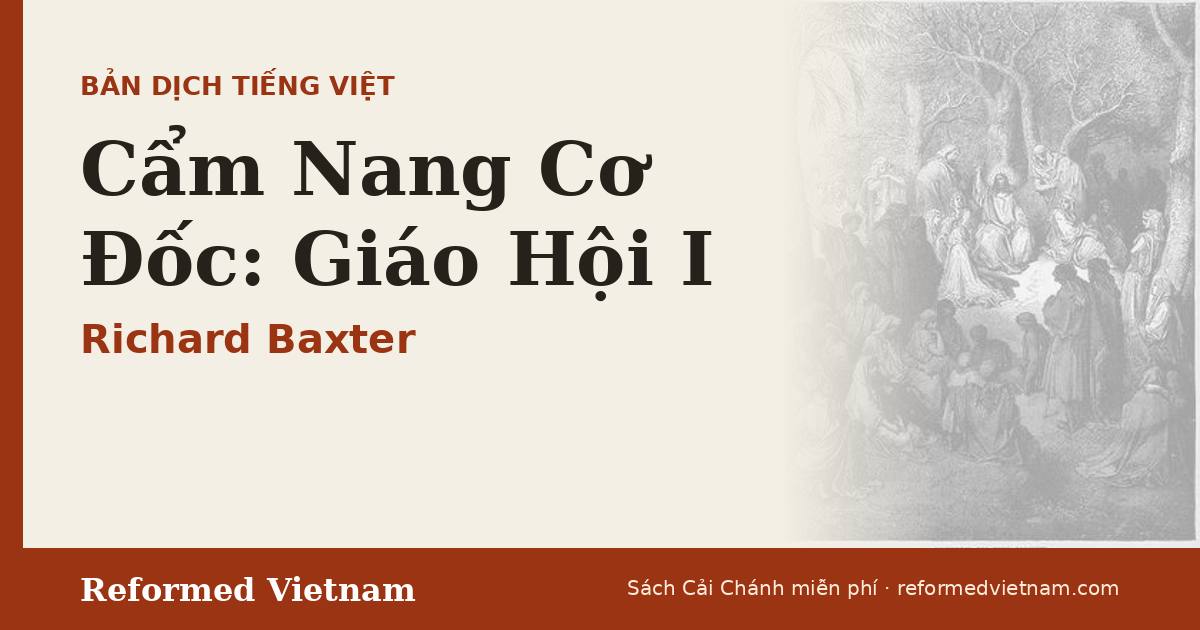 BẢN DỊCH TIẾNG VIỆT
Cẩm Nang Cơ
Đốc: Giáo Hội I
Richard Baxter
Reformed Vietnam
Sách Cải Chánh miễn phí · reformedvietnam.com